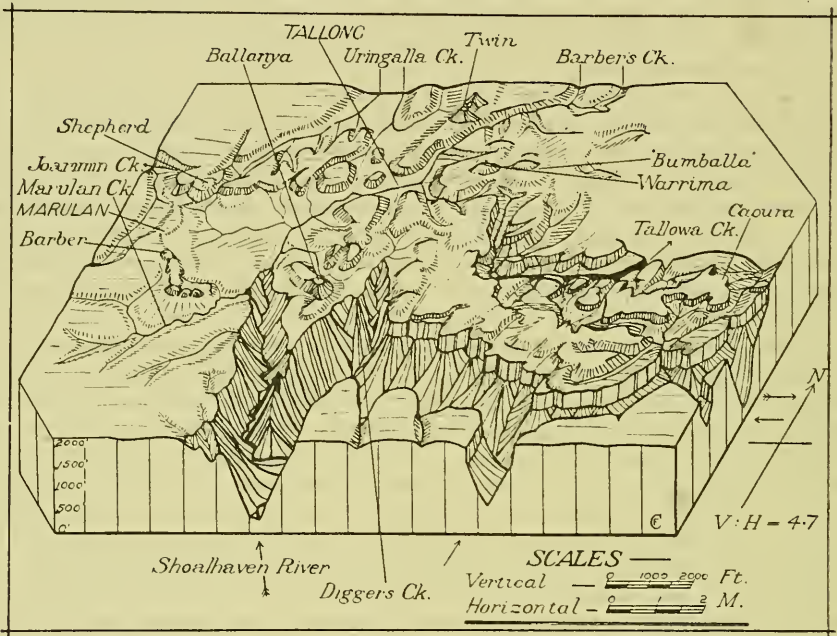 TALLONG
Ballanya
Uringalla Ck.
Twin
Barber's Ck.
Shepherd
Joarimin Ck.
Marulan Ck.
MARULAN
Barber
"Bumballa"
Warrima
Caoura
Tallowa Ck.
N
2000
1500
1000
500
0'
V:H = 4.7
Shoalhaven River
Diggers Ck.
SCALES
Vertical 0 1000 2000 Ft.
Horizontal 0 1 2 M.